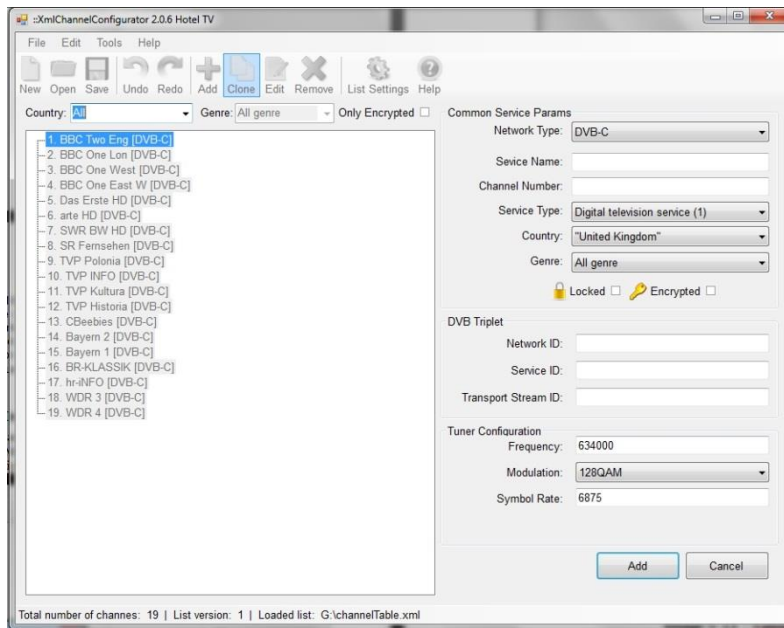 ::XmlChannelConfigurator 2.0.6 Hotel TV
File Edit Tools Help
New Open Save Undo Redo Add Clone Edit Remove List Settings Help
Country: All Genre: All genre Only Encrypted
1. BBC Two Eng [DVB-C]
2. BBC One Lon [DVB-C]
3. BBC One West [DVB-C]
4. BBC One East W [DVB-C]
5. Das Erste HD [DVB-C]
6. arte HD [DVB-C]
7. SWR BW HD [DVB-C]
8. SR Fernsehen [DVB-C]
9. TVP Polonia [DVB-C]
10. TVP INFO [DVB-C]
11. TVP Kultura [DVB-C]
12. TVP Historia [DVB-C]
13. CBeebies [DVB-C]
14. Bayern 2 [DVB-C]
15. Bayern 1 [DVB-C]
16. BR-KLASSIK [DVB-C]
17. hr-iNFO [DVB-C]
18. WDR 3 [DVB-C]
19. WDR 4 [DVB-C]
Common Service Params
Network Type: DVB-C
Sevice Name:
Channel Number:
Service Type: Digital television service (1)
Country: "United Kingdom"
Genre: All genre
Locked Encrypted
DVB Triplet
Network ID:
Service ID:
Transport Stream ID:
Tuner Configuration
Frequency: 634000
Modulation: 128QAM
Symbol Rate: 6875
Add Cancel
Total number of channes: 19 | List version: 1 | Loaded list: G:\channelTable.xml